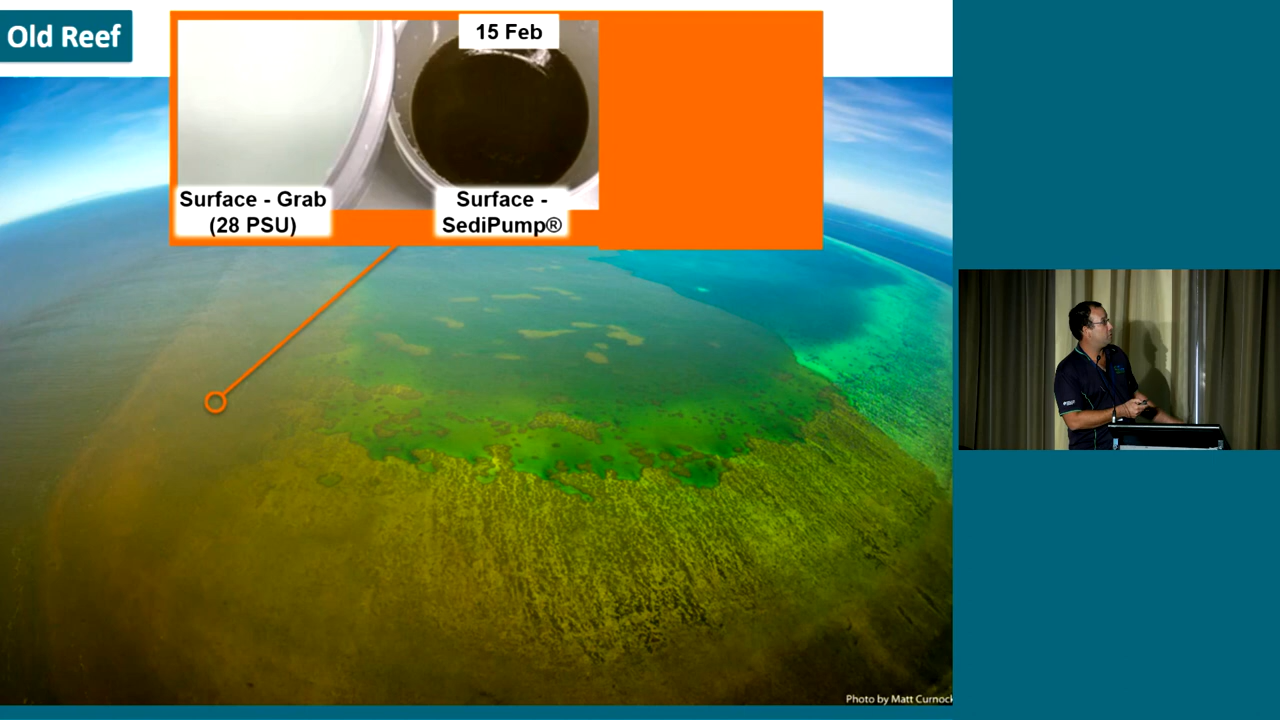 Old Reef
15 Feb
Surface - Grab
(28 PSU)
Surface -
SediPump®
Photo by Matt Curnock